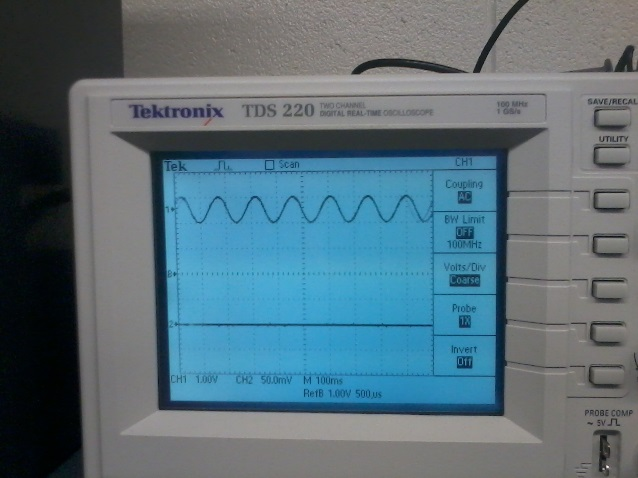 Tektronix TDS 220 TWO CHANNEL DIGITAL REAL-TIME OSCILLOSCOPE
100 MHz
1 GS/s
SAVE/RECAL
UTILITY
Tek Scan CH1
Coupling
AC
BW Limit
OFF
100MHz
Volts/Div
Coarse
Probe
1X
Invert
Off
CH1 1.00V CH2 50.0mV M 100ms
RefB 1.00V 500us
PROBE COMP
~ 5V